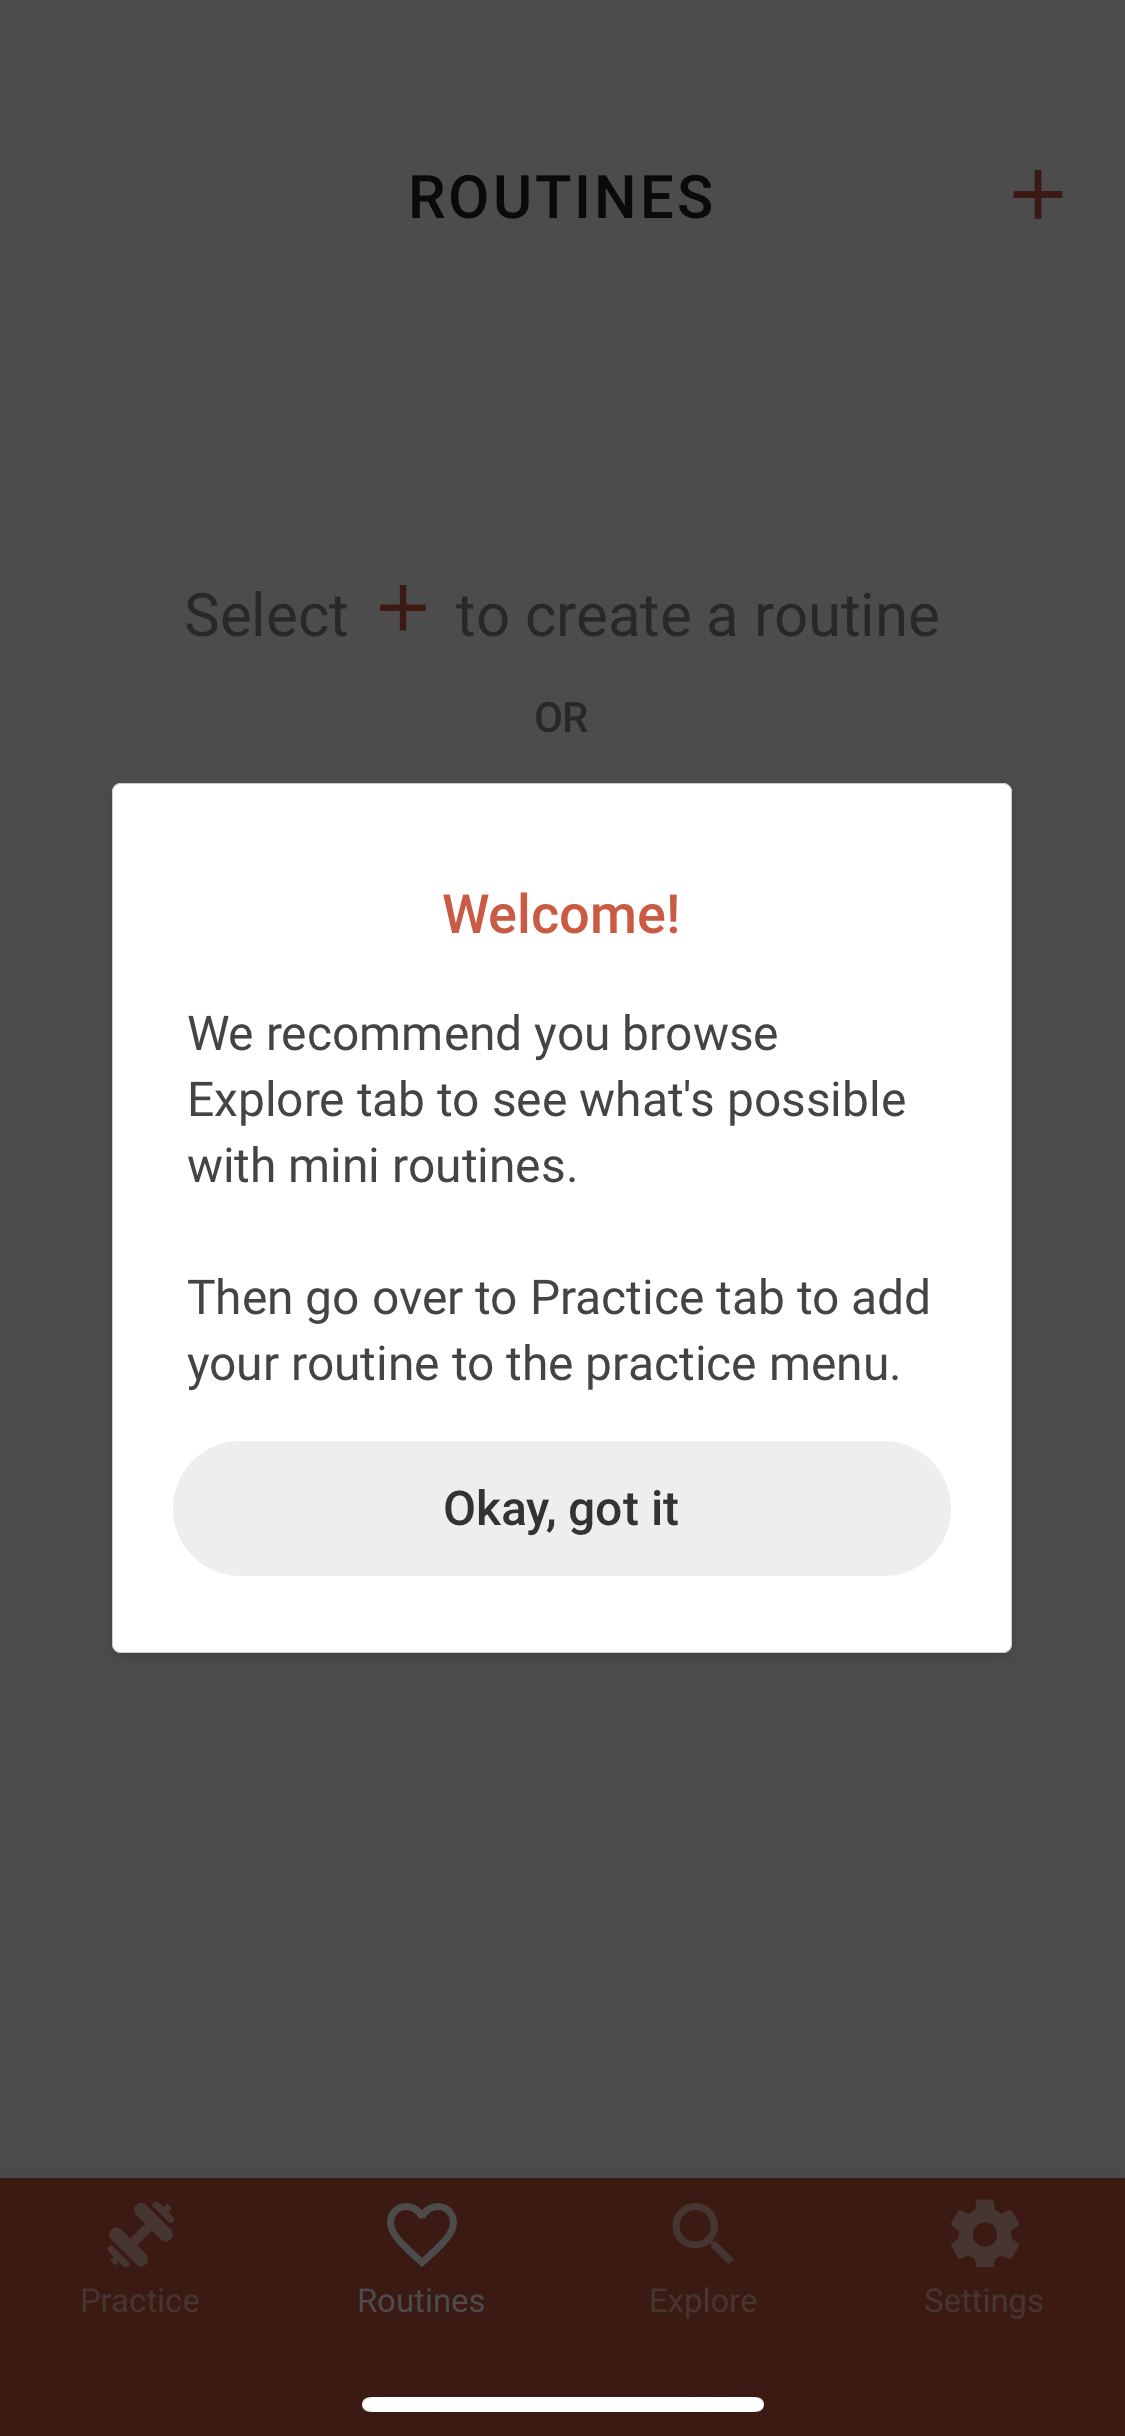 ROUTINES
Select + to create a routine
OR
Welcome!
We recommend you browse
Explore tab to see what's possible
with mini routines.
Then go over to Practice tab to add
your routine to the practice menu.
Okay, got it
Practice
Routines
Explore
Settings